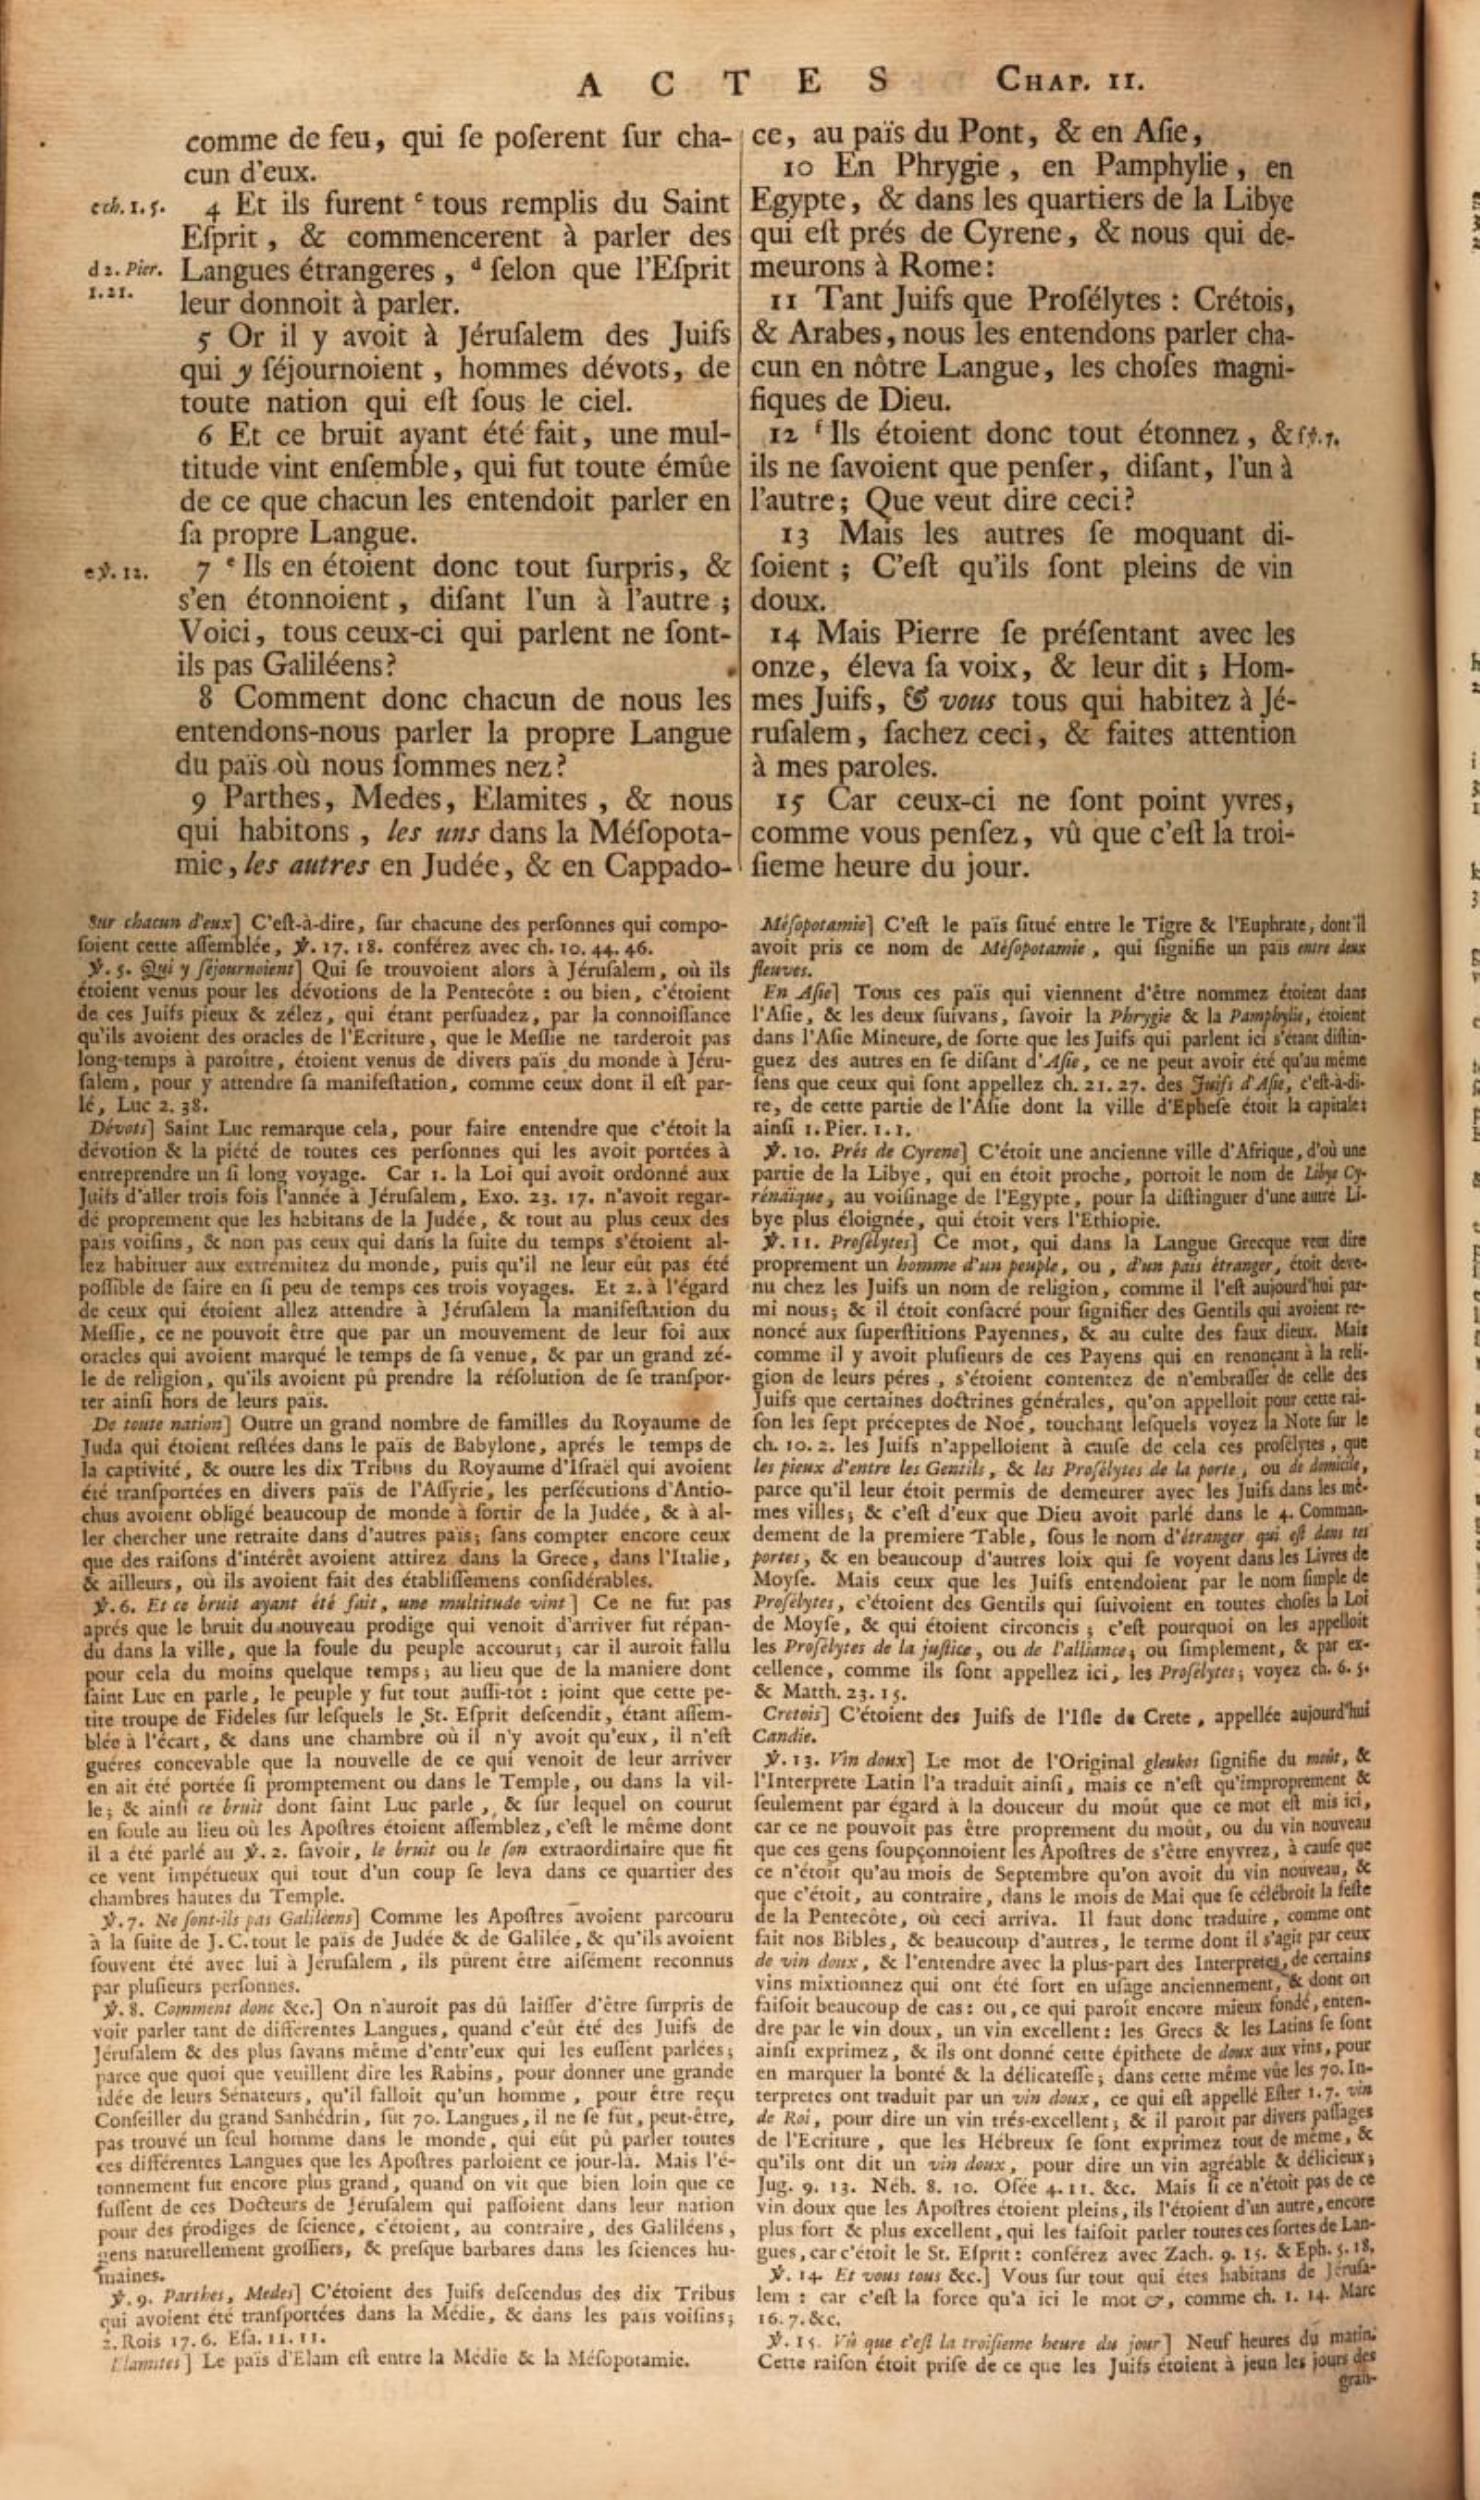 ACTES CHAP. II.
comme de feu, qui ſe poſerent ſur cha-
cun d'eux.
c ch. 1. 5.
4 Et ils furent ᶜ tous remplis du Saint
Eſprit, & commencerent à parler des
d 2. Pier. 1. 21.
Langues étrangeres, ᵈ ſelon que l'Eſprit
leur donnoit à parler.
5 Or il y avoit à Jéruſalem des Juifs
qui y ſéjournoient, hommes dévots, de
toute nation qui eſt ſous le ciel.
6 Et ce bruit ayant été fait, une mul-
titude vint enſemble, qui fut toute émûe
de ce que chacun les entendoit parler en
ſa propre Langue.
e ℣. 12.
7 ᵉ Ils en étoient donc tout ſurpris, &
s'en étonnoient, diſant l'un à l'autre;
Voici, tous ceux-ci qui parlent ne ſont-
ils pas Galiléens?
8 Comment donc chacun de nous les
entendons-nous parler la propre Langue
du païs où nous ſommes nez?
9 Parthes, Medes, Elamites, & nous
qui habitons, les uns dans la Méſopota-
mie, les autres en Judée, & en Cappado-
ce, au païs du Pont, & en Aſie,
10 En Phrygie, en Pamphylie, en
Egypte, & dans les quartiers de la Libye
qui eſt prés de Cyrene, & nous qui de-
meurons à Rome:
11 Tant Juifs que Proſélytes: Crétois,
& Arabes, nous les entendons parler cha-
cun en nôtre Langue, les choſes magni-
fiques de Dieu.
12 ᶠ Ils étoient donc tout étonnez, &
f ℣. 7.
ils ne ſavoient que penſer, diſant, l'un à
l'autre; Que veut dire ceci?
13 Mais les autres ſe moquant di-
ſoient; C'eſt qu'ils ſont pleins de vin
doux.
14 Mais Pierre ſe préſentant avec les
onze, éleva ſa voix, & leur dit; Hom-
mes Juifs, & vous tous qui habitez à Jé-
ruſalem, ſachez ceci, & faites attention
à mes paroles.
15 Car ceux-ci ne ſont point yvres,
comme vous penſez, vû que c'eſt la troi-
ſieme heure du jour.
Sur chacun d'eux] C'eſt-à-dire, ſur chacune des perſonnes qui compo-
ſoient cette aſſemblée, ℣. 17. 18. conférez avec ch. 10. 44. 46.
℣. 5. Qui y ſéjournoient] Qui ſe trouvoient alors à Jéruſalem, où ils
étoient venus pour les dévotions de la Pentecôte: ou bien, c'étoient
de ces Juifs pieux & zélez, qui étant perſuadez, par la connoiſſance
qu'ils avoient des oracles de l'Ecriture, que le Meſſie ne tarderoit pas
long-temps à paroître, étoient venus de divers païs du monde à Jéru-
ſalem, pour y attendre ſa manifeſtation, comme ceux dont il eſt par-
lé, Luc 2. 38.
Dévots] Saint Luc remarque cela, pour faire entendre que c'étoit la
dévotion & la piété de toutes ces perſonnes qui les avoit portées à
entreprendre un ſi long voyage. Car 1. la Loi qui avoit ordonné aux
Juifs d'aller trois fois l'année à Jéruſalem, Exo. 23. 17. n'avoit regar-
dé proprement que les habitans de la Judée, & tout au plus ceux des
païs voiſins, & non pas ceux qui dans la ſuite du temps s'étoient al-
lez habituer aux extrémitez du monde, puis qu'il ne leur eût pas été
poſſible de faire en ſi peu de temps ces trois voyages. Et 2. à l'égard
de ceux qui étoient allez attendre à Jéruſalem la manifeſtation du
Meſſie, ce ne pouvoit être que par un mouvement de leur foi aux
oracles qui avoient marqué le temps de ſa venue, & par un grand zé-
le de religion, qu'ils avoient pû prendre la réſolution de ſe tranſpor-
ter ainſi hors de leurs païs.
De toute nation] Outre un grand nombre de familles du Royaume de
Juda qui étoient reſtées dans le païs de Babylone, aprés le temps de
la captivité, & outre les dix Tribus du Royaume d'Iſraël qui avoient
été tranſportées en divers païs de l'Aſſyrie, les perſécutions d'Antio-
chus avoient obligé beaucoup de monde à ſortir de la Judée, & à al-
ler chercher une retraite dans d'autres païs; ſans compter encore ceux
que des raiſons d'intérêt avoient attirez dans la Grece, dans l'Italie,
& ailleurs, où ils avoient fait des établiſſemens conſidérables.
℣. 6. Et ce bruit ayant été fait, une multitude vint] Ce ne fut pas
aprés que le bruit du nouveau prodige qui venoit d'arriver fut répan-
du dans la ville, que la foule du peuple accourut; car il auroit fallu
pour cela du moins quelque temps; au lieu que de la maniere dont
ſaint Luc en parle, le peuple y fut tout auſſi-tôt: joint que cette pe-
tite troupe de Fideles ſur leſquels le St. Eſprit deſcendit, étant aſſem-
blée à l'écart, & dans une chambre où il n'y avoit qu'eux, il n'eſt
guéres concevable que la nouvelle de ce qui venoit de leur arriver
en ait été portée ſi promptement ou dans le Temple, ou dans la vil-
le; & ainſi ce bruit dont ſaint Luc parle, & ſur lequel on courut
en foule au lieu où les Apoſtres étoient aſſemblez, c'eſt le même dont
il a été parlé au ℣. 2. ſavoir, le bruit ou le ſon extraordinaire que fit
ce vent impétueux qui tout d'un coup ſe leva dans ce quartier des
chambres hautes du Temple.
℣. 7. Ne ſont-ils pas Galiléens] Comme les Apoſtres avoient parcouru
à la ſuite de J. C. tout le païs de Judée & de Galilée, & qu'ils avoient
ſouvent été avec lui à Jéruſalem, ils pûrent être aiſément reconnus
par pluſieurs perſonnes.
℣. 8. Comment donc &c.] On n'auroit pas dû laiſſer d'être ſurpris de
voir parler tant de différentes Langues, quand c'eût été des Juifs de
Jéruſalem & des plus ſavans même d'entr'eux qui les euſſent parlées;
parce que quoi que veuillent dire les Rabins, pour donner une grande
idée de leurs Sénateurs, qu'il falloit qu'un homme, pour être reçu
Conſeiller du grand Sanhédrin, ſût 70. Langues, il ne ſe fût, peut-être,
pas trouvé un ſeul homme dans le monde, qui eût pû parler toutes
ces différentes Langues que les Apoſtres parloient ce jour-là. Mais l'é-
tonnement fut encore plus grand, quand on vit que bien loin que ce
fuſſent de ces Docteurs de Jéruſalem qui paſſoient dans leur nation
pour des prodiges de ſcience, c'étoient, au contraire, des Galiléens,
gens naturellement groſſiers, & preſque barbares dans les ſciences hu-
maines.
℣. 9. Parthes, Medes] C'étoient des Juifs deſcendus des dix Tribus
qui avoient été tranſportées dans la Médie, & dans les païs voiſins;
2. Rois 17. 6. Eſa. 11. 11.
Elamites] Le païs d'Elam eſt entre la Médie & la Méſopotamie.
Méſopotamie] C'eſt le païs ſitué entre le Tigre & l'Euphrate, dont il
avoit pris ce nom de Méſopotamie, qui ſignifie un païs entre deux
fleuves.
En Aſie] Tous ces païs qui viennent d'être nommez étoient dans
l'Aſie, & les deux ſuivans, ſavoir la Phrygie & la Pamphylie, étoient
dans l'Aſie Mineure, de ſorte que les Juifs qui parlent ici s'étant diſtin-
guez des autres en ſe diſant d'Aſie, ce ne peut avoir été qu'au même
ſens que ceux qui ſont appellez ch. 21. 27. des Juifs d'Aſie, c'eſt-à-di-
re, de cette partie de l'Aſie dont la ville d'Epheſe étoit la capitale:
ainſi 1. Pier. 1. 1.
℣. 10. Prés de Cyrene] C'étoit une ancienne ville d'Afrique, d'où une
partie de la Libye, qui en étoit proche, portoit le nom de Libye Cy-
rénaïque, au voiſinage de l'Egypte, pour la diſtinguer d'une autre Li-
bye plus éloignée, qui étoit vers l'Ethiopie.
℣. 11. Proſélytes] Ce mot, qui dans la Langue Grecque veut dire
proprement un homme d'un peuple, ou, d'un païs étranger, étoit deve-
nu chez les Juifs un nom de religion, comme il l'eſt aujourd'hui par-
mi nous; & il étoit conſacré pour ſignifier des Gentils qui avoient re-
noncé aux ſuperſtitions Payennes, & au culte des faux dieux. Mais
comme il y avoit pluſieurs de ces Payens qui en renonçant à la reli-
gion de leurs péres, s'étoient contentez de n'embraſſer de celle des
Juifs que certaines doctrines générales, qu'on appelloit pour cette rai-
ſon les ſept préceptes de Noé, touchant leſquels voyez la Note ſur le
ch. 10. 2. les Juifs n'appelloient à cauſe de cela ces proſélytes, que
les pieux d'entre les Gentils, & les Proſélytes de la porte, ou de domicile,
parce qu'il leur étoit permis de demeurer avec les Juifs dans les mê-
mes villes; & c'eſt d'eux que Dieu avoit parlé dans le 4. Comman-
dement de la premiere Table, ſous le nom d'étranger qui eſt dans tes
portes, & en beaucoup d'autres loix qui ſe voyent dans les Livres de
Moyſe. Mais ceux que les Juifs entendoient par le nom ſimple de
Proſélytes, c'étoient des Gentils qui ſuivoient en toutes choſes la Loi
de Moyſe, & qui étoient circoncis; c'eſt pourquoi on les appelloit
les Proſélytes de la juſtice, ou de l'alliance; ou ſimplement, & par ex-
cellence, comme ils ſont appellez ici, les Proſélytes; voyez ch. 6. 5.
& Matth. 23. 15.
Cretois] C'étoient des Juifs de l'Iſle de Crete, appellée aujourd'hui
Candie.
℣. 13. Vin doux] Le mot de l'Original gleukos ſignifie du moût, &
l'Interprete Latin l'a traduit ainſi, mais ce n'eſt qu'improprement &
ſeulement par égard à la douceur du moût que ce mot eſt mis ici,
car ce ne pouvoit pas être proprement du moût, ou du vin nouveau
que ces gens ſoupçonnoient les Apoſtres de s'être enyvrez, à cauſe que
ce n'étoit qu'au mois de Septembre qu'on avoit du vin nouveau, &
que c'étoit, au contraire, dans le mois de Mai que ſe célébroit la feſte
de la Pentecôte, où ceci arriva. Il faut donc traduire, comme ont
fait nos Bibles, & beaucoup d'autres, le terme dont il s'agit par ceux
de vin doux, & l'entendre avec la plus-part des Interpretes, de certains
vins mixtionnez qui ont été fort en uſage anciennement, & dont on
faiſoit beaucoup de cas: ou, ce qui paroît encore mieux fondé, enten-
dre par le vin doux, un vin excellent: les Grecs & les Latins ſe ſont
ainſi exprimez, & ils ont donné cette épithete de doux aux vins, pour
en marquer la bonté & la délicateſſe; dans cette même vûe les 70. In-
terpretes ont traduit par un vin doux, ce qui eſt appellé Eſter 1. 7. vin
de Roi, pour dire un vin trés-excellent; & il paroît par divers paſſages
de l'Ecriture, que les Hébreux ſe ſont exprimez tout de même, &
qu'ils ont dit un vin doux, pour dire un vin agréable & délicieux;
Jug. 9. 13. Néh. 8. 10. Oſée 4. 11. &c. Mais ſi ce n'étoit pas de ce
vin doux que les Apoſtres étoient pleins, ils l'étoient d'un autre, encore
plus fort & plus excellent, qui les faiſoit parler toutes ces ſortes de Lan-
gues, car c'étoit le St. Eſprit: conférez avec Zach. 9. 15. & Eph. 5. 18.
℣. 14. Et vous tous &c.] Vous ſur tout qui êtes habitans de Jéruſa-
lem: car c'eſt la force qu'a ici le mot &, comme ch. 1. 14. Marc
16. 7. &c.
℣. 15. Vû que c'eſt la troiſieme heure du jour] Neuf heures du matin.
Cette raiſon étoit priſe de ce que les Juifs étoient à jeun les jours des
gran-